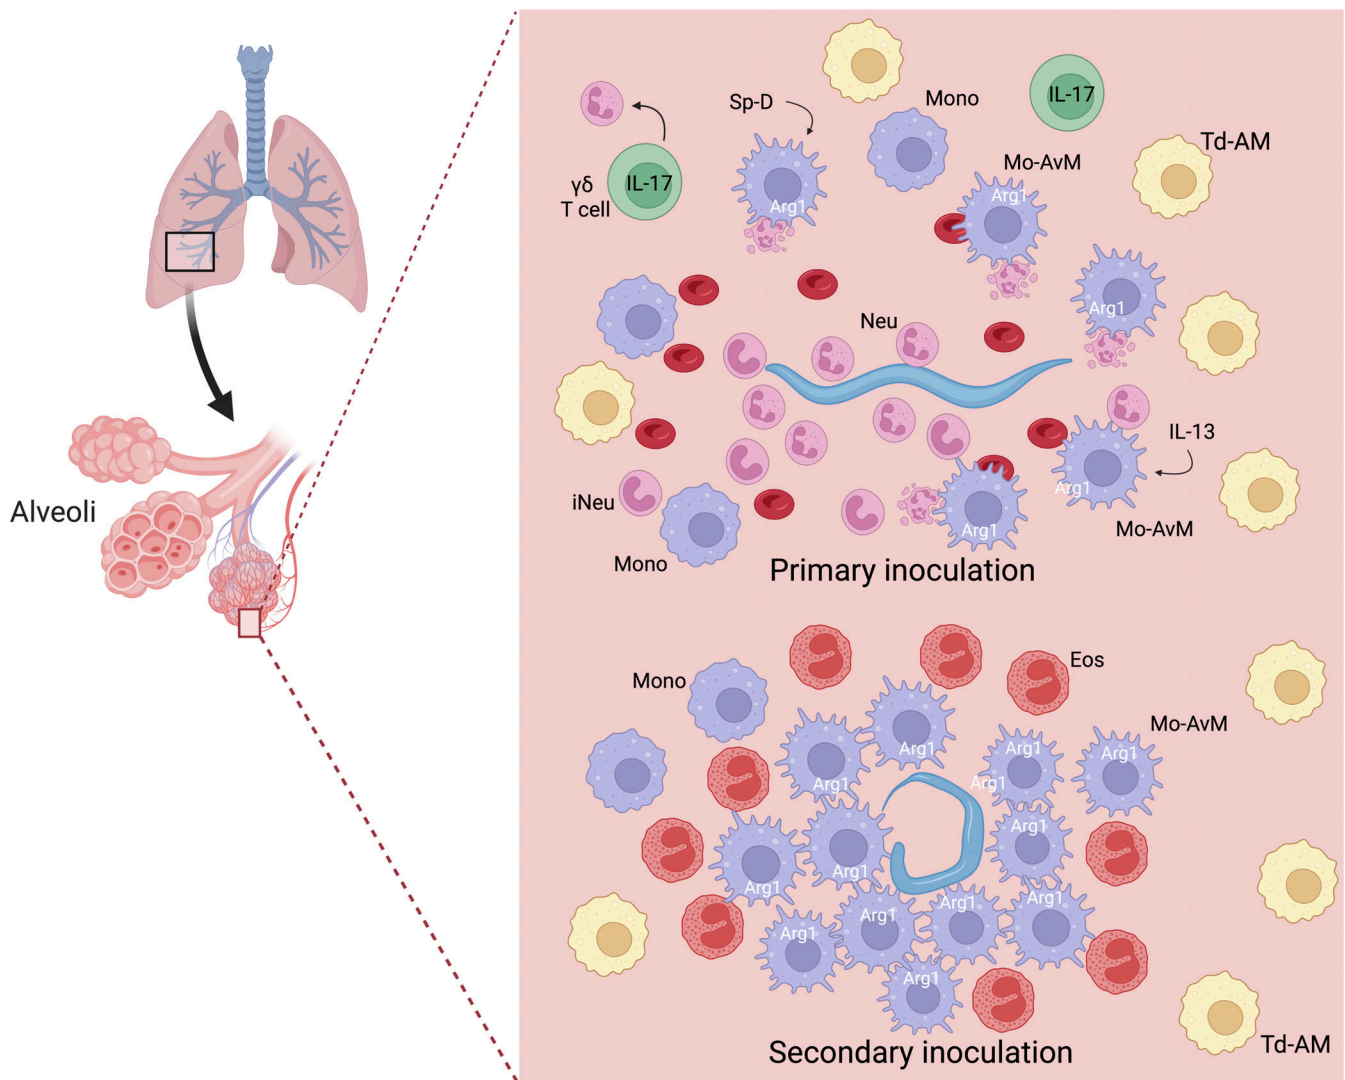 Sp-D
Mono
IL-17
Td-AM
Mo-AvM
γδ
T cell
IL-17
Arg1
Arg1
Arg1
Neu
IL-13
Arg1
iNeu
Alveoli
Arg1
Mo-AvM
Mono
Primary inoculation
Eos
Mono
Mo-AvM
Arg1
Arg1
Arg1
Arg1
Arg1
Arg1
Arg1
Arg1
Arg1
Arg1
Arg1
Arg1
Arg1
Td-AM
Secondary inoculation